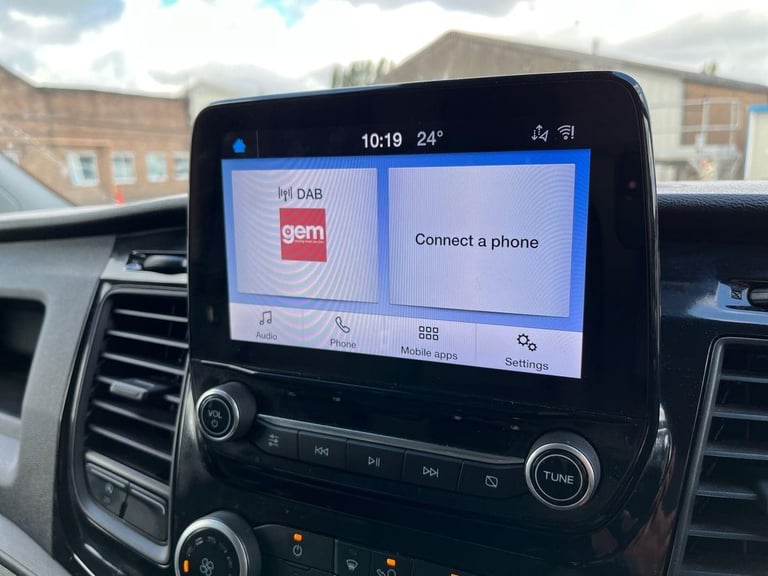 10:19 24°
DAB
gem
Connect a phone
Audio
Phone
Mobile apps
Settings
VOL
TUNE